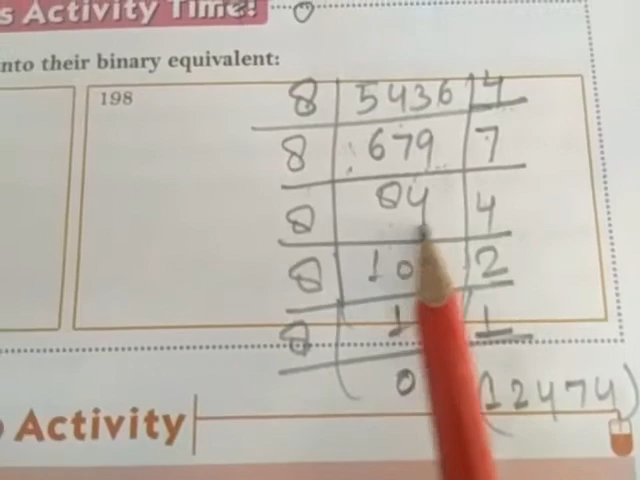 s Activity Time!
nto their binary equivalent:
198
8 5436 4
8 679 7
8 84 4
8 10 2
8 1 1
0 (12474)
Activity